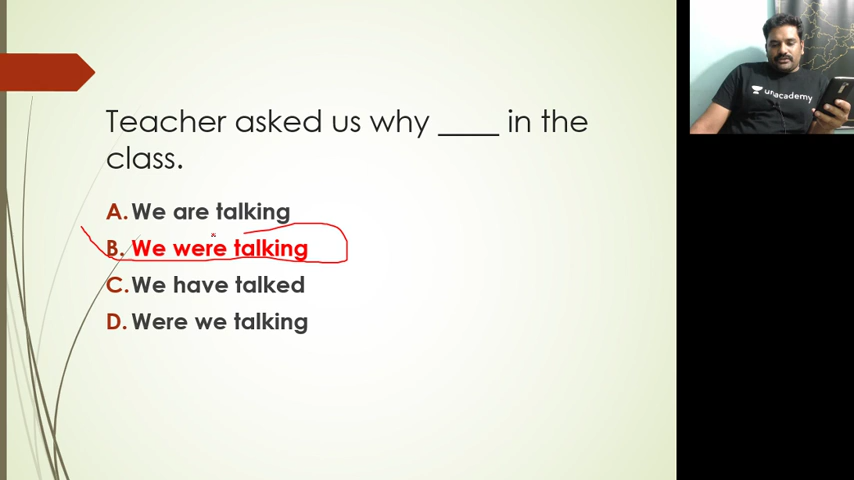 Teacher asked us why ____ in the
class.
A. We are talking
B. We were talking
C. We have talked
D. Were we talking
unacademy